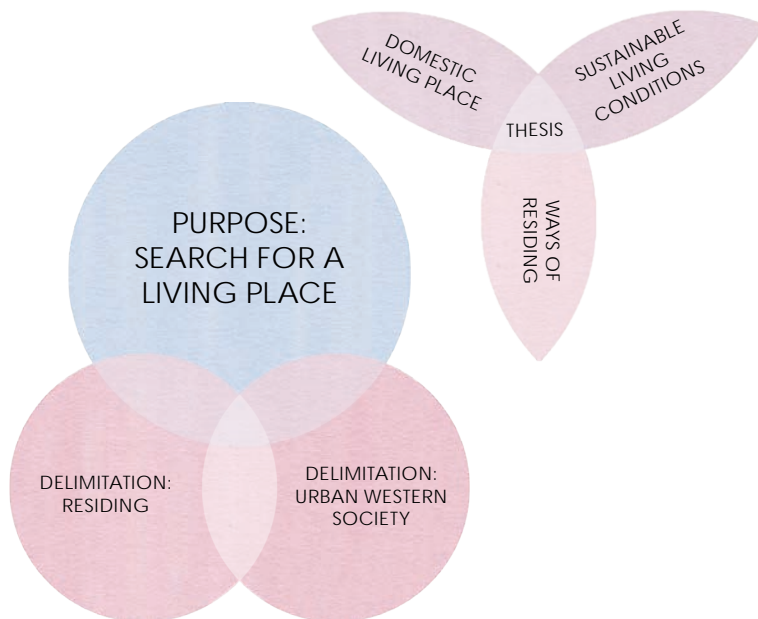 DOMESTIC
LIVING PLACE
SUSTAINABLE
LIVING
CONDITIONS
THESIS
WAYS OF
RESIDING
PURPOSE:
SEARCH FOR A
LIVING PLACE
DELIMITATION:
RESIDING
DELIMITATION:
URBAN WESTERN
SOCIETY